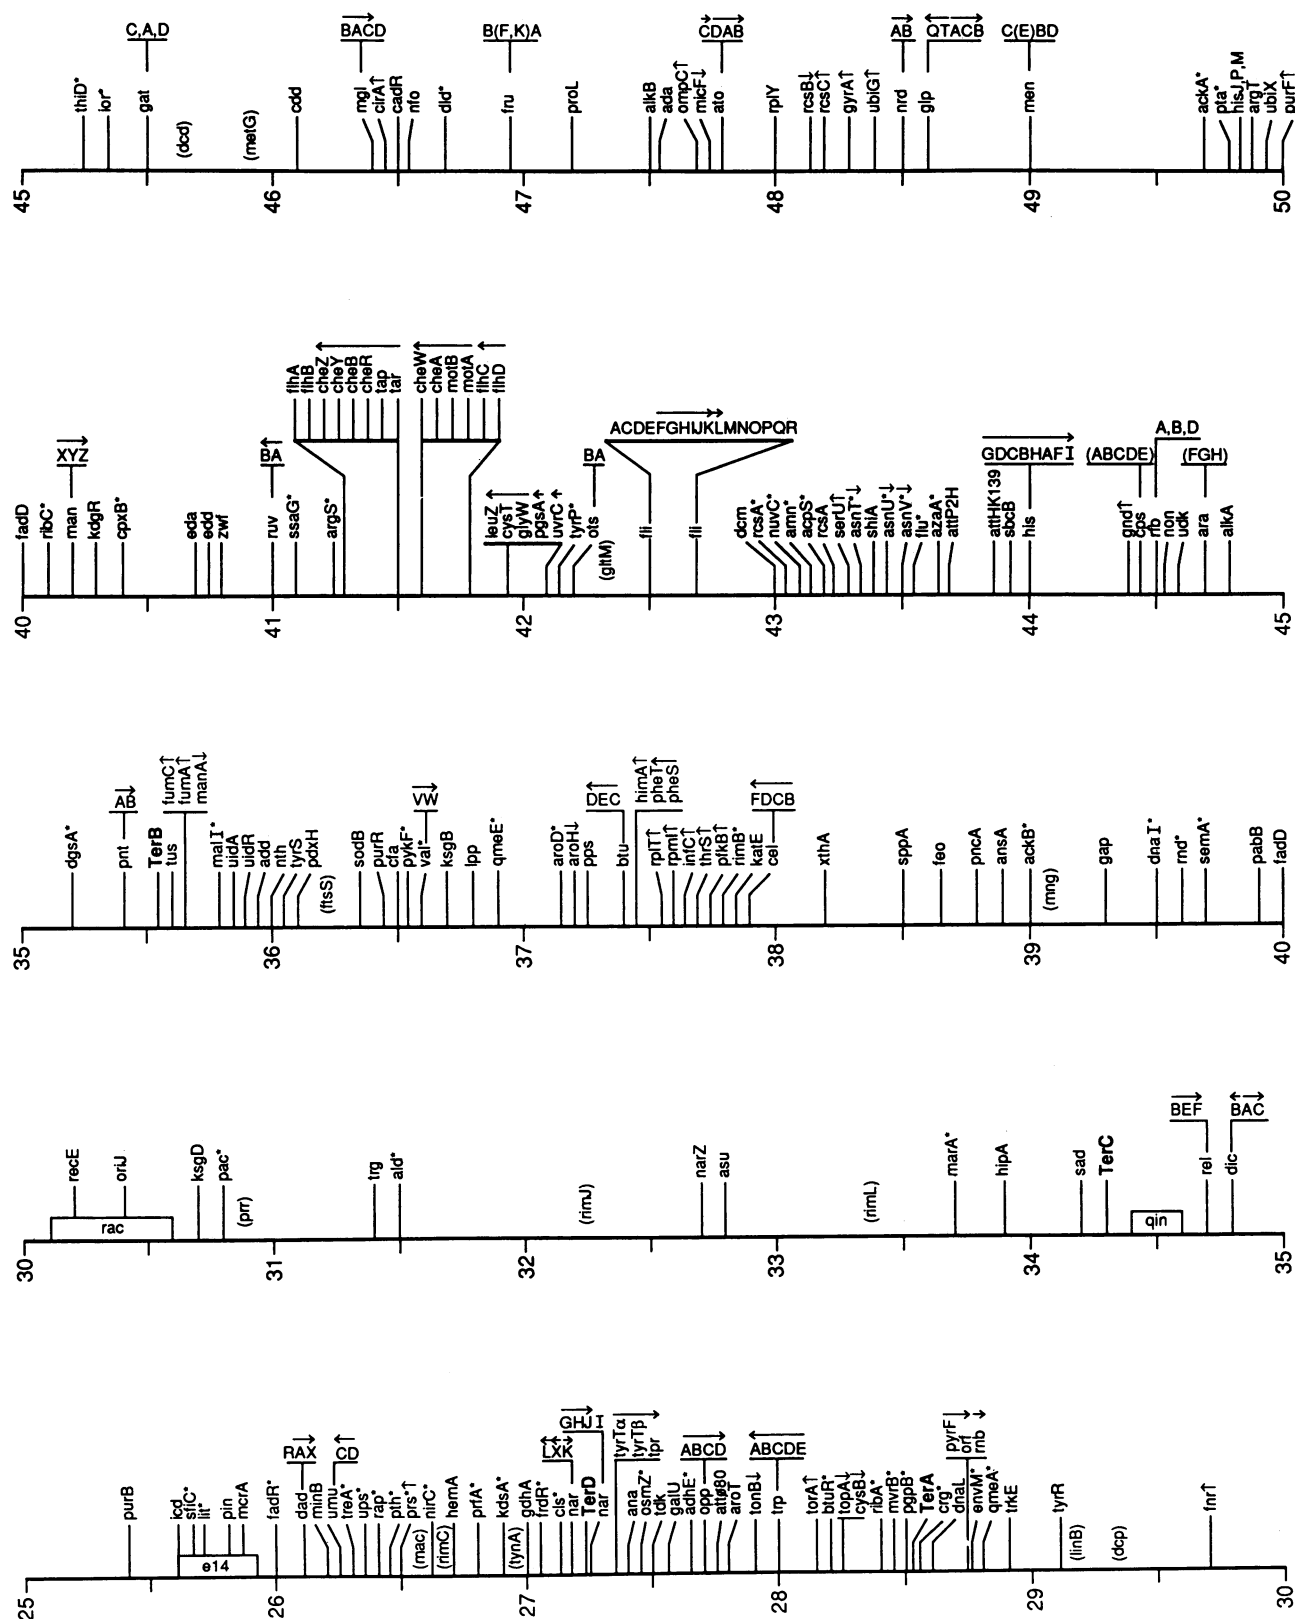 C,A,D
BACD
B(F,K)A
CDAB
AB
QTACB
C(E)BD
thiD*
lor*
gat
(dcd)
(metG)
cdd
mgl
cirA↑
cadR
nfo
dld*
fru
proL
alkB
ada
ompC↑
micF↓
ato
rplY
rcsB↓
rcsC↑
gyrA↑
ubiG↑
nrd
glp
men
ackA*
pta*
hisJ,P,M
argT
ubiX
purF↑
45 46 47 48 49 50
flhA
flhB
cheZ
cheY
cheB
cheR
tap
tar
cheW
cheA
motB
motA
flhC
flhD
XYZ
BA
BA
ACDEFGHIJKLMNOPQR
GDCBHAFI
(ABCDE)
A,B,D
(FGH)
fadD
ribC*
man
kdgR
cpxB*
eda
edd
zwf
ruv
ssaG*
argS*
leuZ
cysT
glyW
pgsA↑
uvrC↑
tyrP*
ots
(gltM)
fli
fli
dcm
rcsA*
nuvC*
amn*
acpS*
rcsA
serU↑
asnT*↓
shiA
asnU*↓
asnV*↓
flu*
azaA*
attP2H
attHK139
sbcB
his
gnd↑
cps
rfb
non
udk
ara
alkA
40 41 42 43 44 45
AB
fumC↑
fumA↑
manA↓
VW
DEC
himA↑
pheT↑
pheS
FDCB
dgsA*
pnt
TerB
tus
malI*
uidA
uidR
add
nth
tyrS
pdxH
(ftsS)
sodB
purR
cfa
pykF*
val*
ksgB
lpp
qmeE*
aroD*
aroH↓
pps
btu
rplT↑
rpmI↑
infC↑
thrS↑
pfkB↑
rimB*
katE
cel
xthA
sppA
feo
pncA
ansA
ackB*
(mng)
gap
dnaI*
rnd*
semA*
pabB
fadD
35 36 37 38 39 40
BEF
BAC
recE
oriJ
rac
ksgD
pac*
(prr)
trg
ald*
(rimJ)
narZ
asu
(rimL)
marA*
hipA
sad
TerC
qin
rel
dic
30 31 32 33 34 35
RAX
CD
LXK
GHJI
tyrTα
tyrTβ
tpr
ABCD
ABCDE
pyrF
orf
rnb
purB
icd
sfiC*
lit*
pin
mcrA
e14
fadR*
dad
minB
umu
treA*
ups*
rap*
pth*
prs*↑
(mac)
nirC*
(rimC)
hemA
prfA*
kdsA*
(tynA)
gdhA
frdR*
cls*
nar
TerD
nar
ana
osmZ*
tdk
galU
adhE*
opp
attø80
aroT
tonB↓
trp
torA↑
btuR*
topA↓
cysB↓
ribA*
mvrB*
pgpB*
TerA
crg*
dnaL
envM*
qmeA*
trkE
tyrR
(linB)
(dcp)
fnr↑
25 26 27 28 29 30